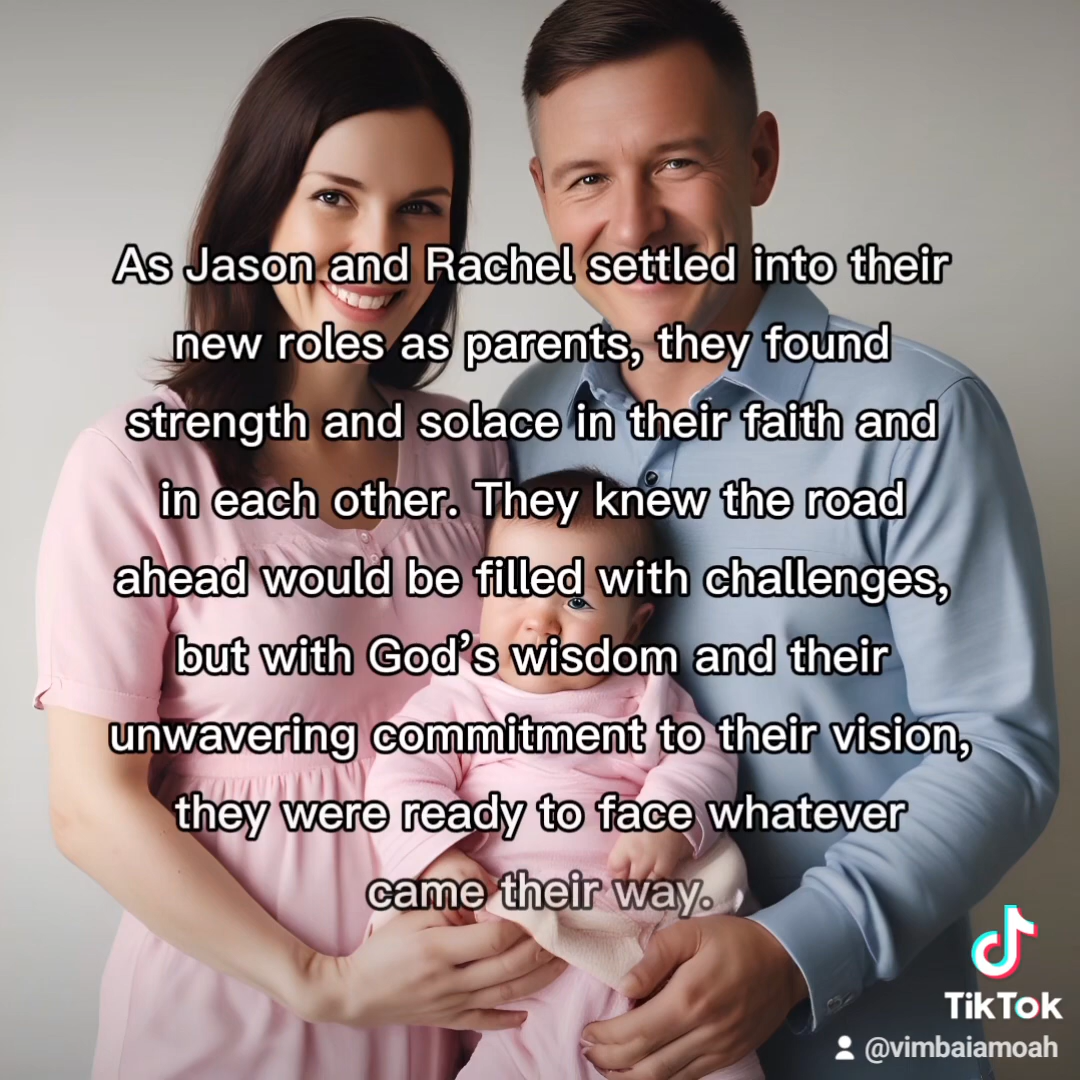 As Jason and Rachel settled into their
new roles as parents, they found
strength and solace in their faith and
in each other. They knew the road
ahead would be filled with challenges,
but with God’s wisdom and their
unwavering commitment to their vision,
they were ready to face whatever
came their way.
TikTok
@vimbaiamoah